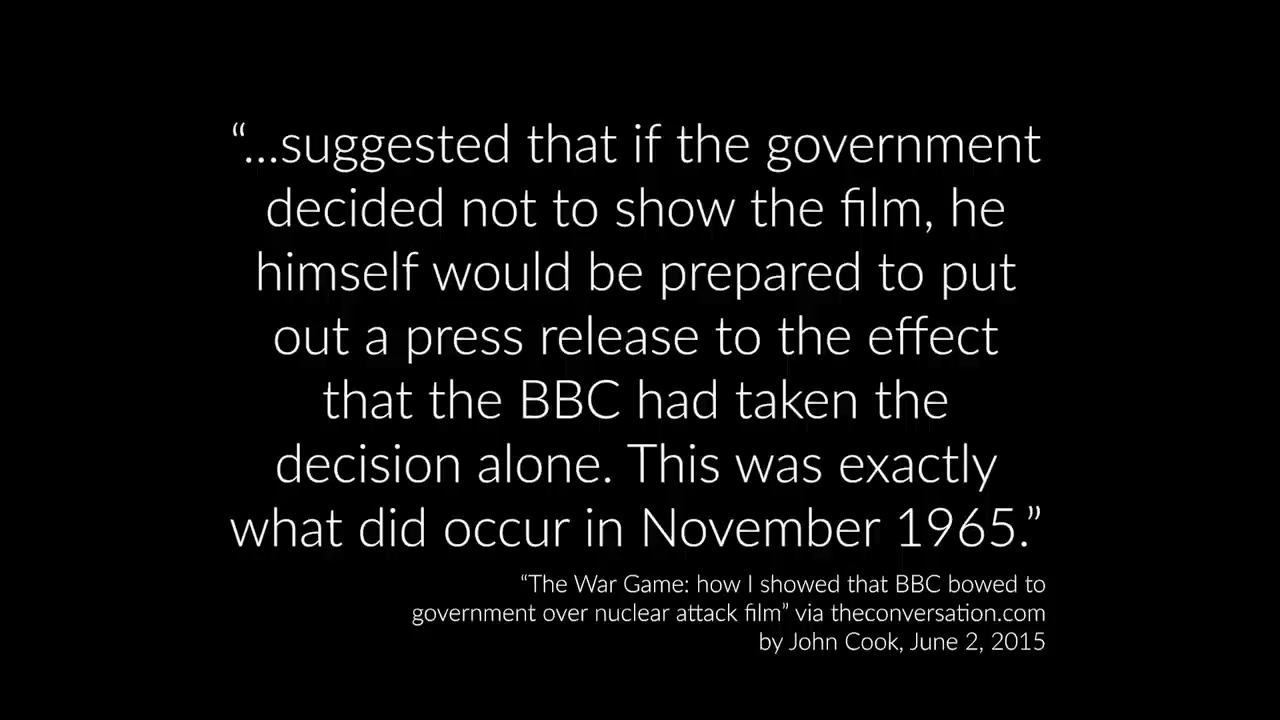 “...suggested that if the government
decided not to show the film, he
himself would be prepared to put
out a press release to the effect
that the BBC had taken the
decision alone. This was exactly
what did occur in November 1965.”
“The War Game: how I showed that BBC bowed to
government over nuclear attack film” via theconversation.com
by John Cook, June 2, 2015